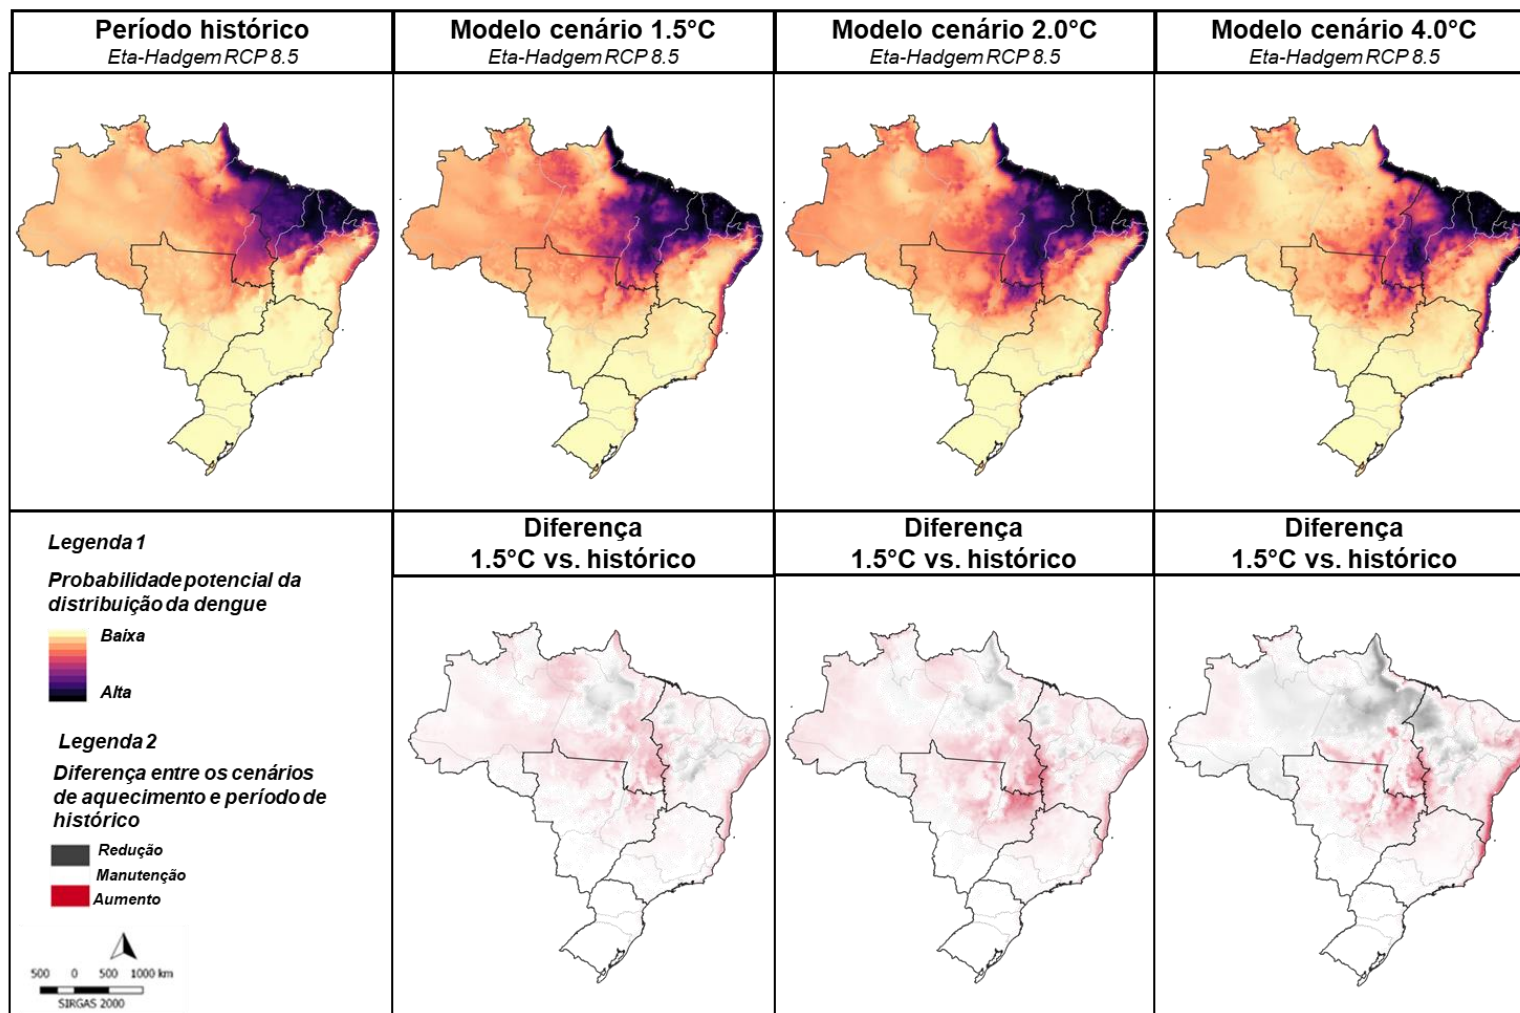 Período histórico
Eta-Hadgem RCP 8.5
Modelo cenário 1.5°C
Eta-Hadgem RCP 8.5
Modelo cenário 2.0°C
Eta-Hadgem RCP 8.5
Modelo cenário 4.0°C
Eta-Hadgem RCP 8.5
Legenda 1
Probabilidade potencial da
distribuição da dengue
Baixa
Alta
Legenda 2
Diferença entre os cenários
de aquecimento e período de
histórico
Redução
Manutenção
Aumento
500 0 500 1000 km
SIRGAS 2000
Diferença
1.5°C vs. histórico
Diferença
1.5°C vs. histórico
Diferença
1.5°C vs. histórico